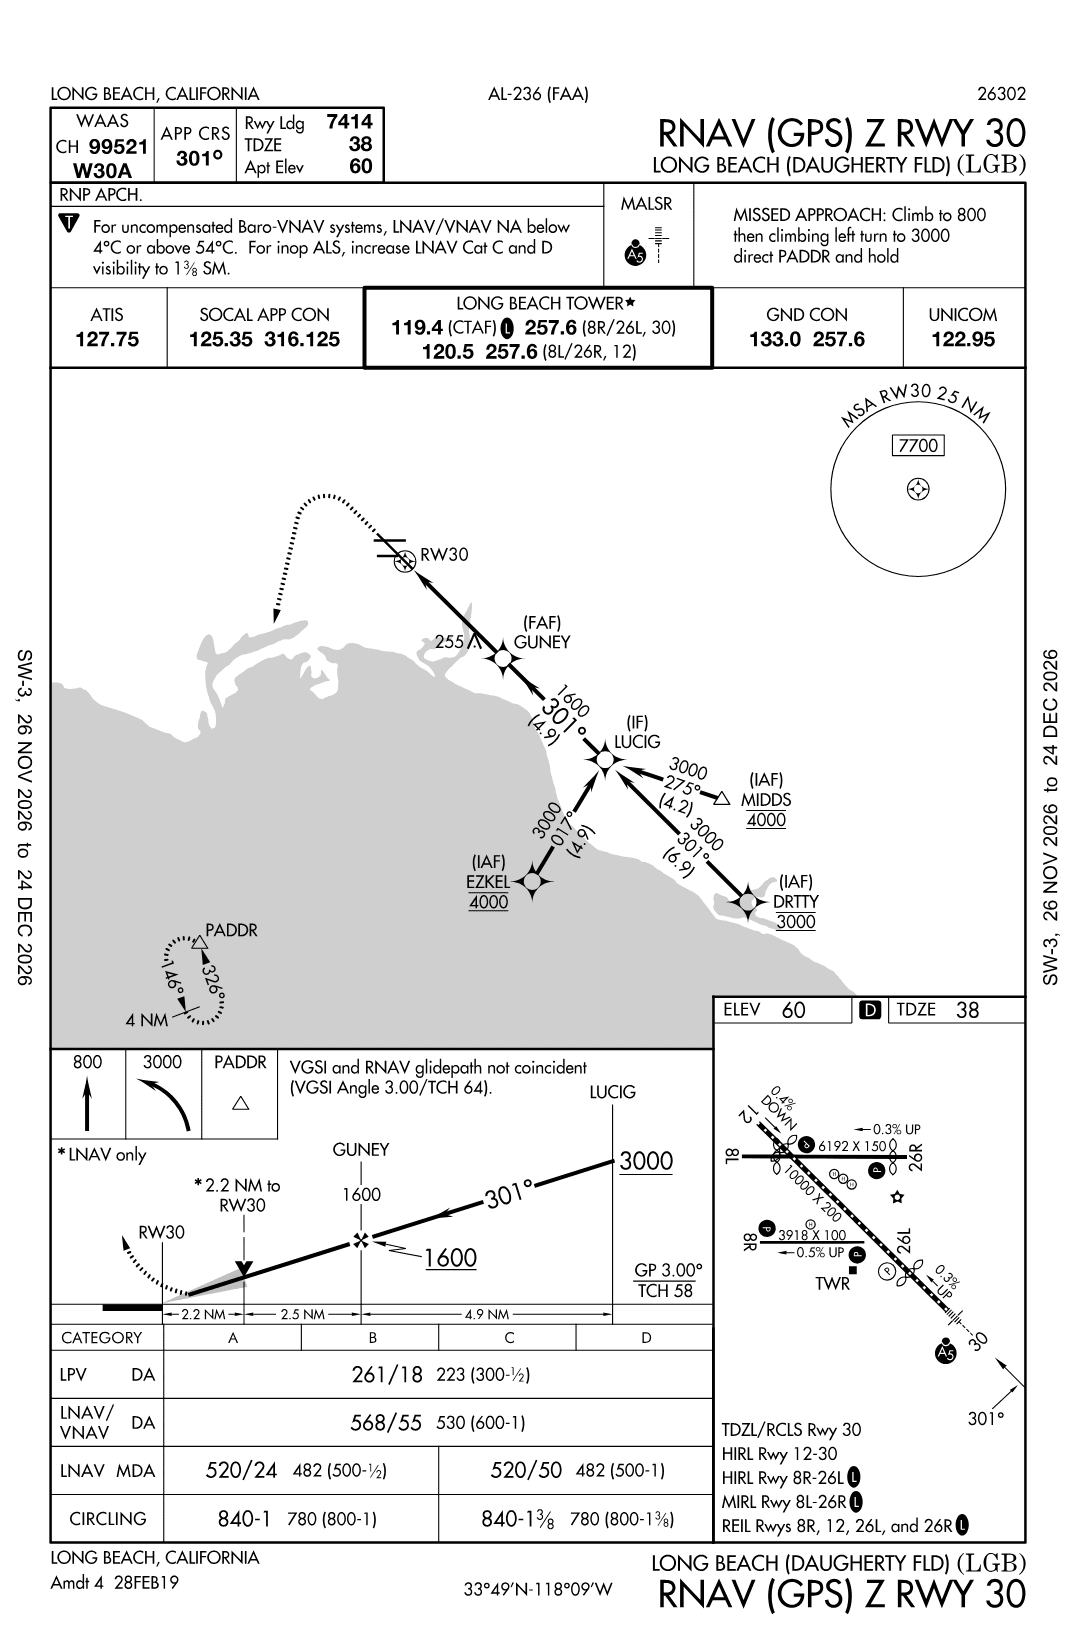 LONG BEACH, CALIFORNIA
AL-236 (FAA)
26302
WAAS
CH 99521
W30A
APP CRS
301°
Rwy Ldg 7414
TDZE 38
Apt Elev 60
RNAV (GPS) Z RWY 30
LONG BEACH (DAUGHERTY FLD) (LGB)
RNP APCH.
T
For uncompensated Baro-VNAV systems, LNAV/VNAV NA below
4°C or above 54°C. For inop ALS, increase LNAV Cat C and D
visibility to 1⅜ SM.
MALSR
A5
MISSED APPROACH: Climb to 800
then climbing left turn to 3000
direct PADDR and hold
ATIS
127.75
SOCAL APP CON
125.35 316.125
LONG BEACH TOWER★
119.4 (CTAF) L 257.6 (8R/26L, 30)
120.5 257.6 (8L/26R, 12)
GND CON
133.0 257.6
UNICOM
122.95
MSA RW30 25 NM
7700
RW30
255
(FAF)
GUNEY
1600
301°
(4.9)
(IF)
LUCIG
3000
275°
(4.2)
(IAF)
MIDDS
4000
3000
017°
(4.9)
3000
301°
(6.9)
(IAF)
EZKEL
4000
(IAF)
DRTTY
3000
PADDR
146°
326°
4 NM
SW-3, 26 NOV 2026 to 24 DEC 2026
SW-3, 26 NOV 2026 to 24 DEC 2026
ELEV 60
D
TDZE 38
12
0.4%
DOWN
0.3% UP
8L
6192 X 150
P
P
26R
H
H
H
10000 X 200
P
H
8R
3918 X 100
0.5% UP
P
26L
TWR
P
0.3%
UP
30
A5
301°
TDZL/RCLS Rwy 30
HIRL Rwy 12-30
HIRL Rwy 8R-26L L
MIRL Rwy 8L-26R L
REIL Rwys 8R, 12, 26L, and 26R L
800
3000
PADDR
VGSI and RNAV glidepath not coincident
(VGSI Angle 3.00/TCH 64).
LUCIG
*LNAV only
GUNEY
3000
*2.2 NM to
RW30
1600
301°
RW30
1600
GP 3.00°
TCH 58
2.2 NM
2.5 NM
4.9 NM
CATEGORY A B C D
LPV DA 261/18 223 (300-½)
LNAV/
VNAV DA 568/55 530 (600-1)
LNAV MDA 520/24 482 (500-½) 520/50 482 (500-1)
CIRCLING 840-1 780 (800-1) 840-1⅜ 780 (800-1⅜)
LONG BEACH, CALIFORNIA
Amdt 4 28FEB19
33°49'N-118°09'W
LONG BEACH (DAUGHERTY FLD) (LGB)
RNAV (GPS) Z RWY 30